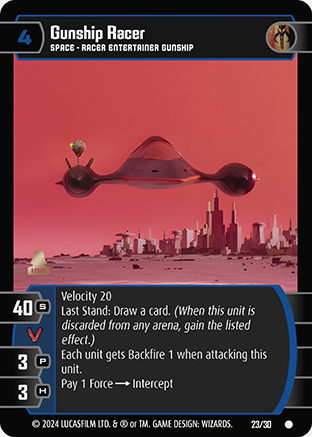 4
Gunship Racer
SPACE - RACER ENTERTAINER GUNSHIP
100
40 S
Velocity 20
Last Stand: Draw a card. (When this unit is
discarded from any arena, gain the listed
effect.)
V
3 P
Each unit gets Backfire 1 when attacking this
unit.
3 H
Pay 1 Force → Intercept
© 2024 LUCASFILM LTD. & ® or TM. GAME DESIGN: WIZARDS.
23/30